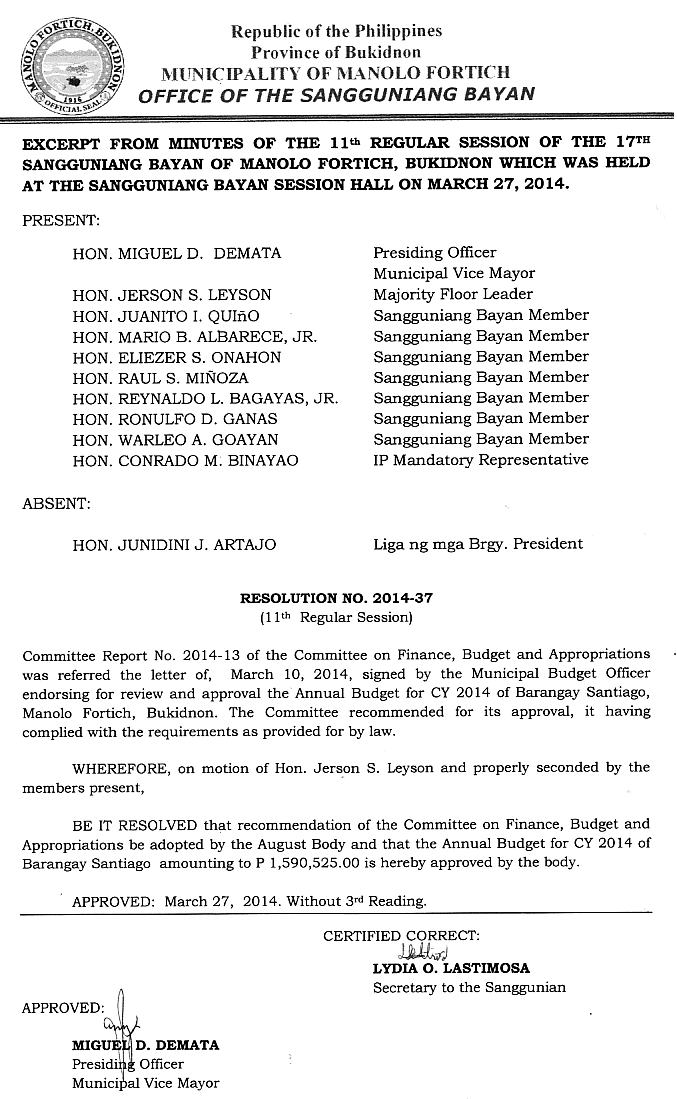 MANOLO FORTICH, BUKIDNON
1916
OFFICIAL SEAL
Republic of the Philippines
Province of Bukidnon
MUNICIPALITY OF MANOLO FORTICH
OFFICE OF THE SANGGUNIANG BAYAN
EXCERPT FROM MINUTES OF THE 11th REGULAR SESSION OF THE 17TH
SANGGUNIANG BAYAN OF MANOLO FORTICH, BUKIDNON WHICH WAS HELD
AT THE SANGGUNIANG BAYAN SESSION HALL ON MARCH 27, 2014.
PRESENT:
HON. MIGUEL D. DEMATA Presiding Officer
Municipal Vice Mayor
HON. JERSON S. LEYSON Majority Floor Leader
HON. JUANITO I. QUIñO Sangguniang Bayan Member
HON. MARIO B. ALBARECE, JR. Sangguniang Bayan Member
HON. ELIEZER S. ONAHON Sangguniang Bayan Member
HON. RAUL S. MIÑOZA Sangguniang Bayan Member
HON. REYNALDO L. BAGAYAS, JR. Sangguniang Bayan Member
HON. RONULFO D. GANAS Sangguniang Bayan Member
HON. WARLEO A. GOAYAN Sangguniang Bayan Member
HON. CONRADO M. BINAYAO IP Mandatory Representative
ABSENT:
HON. JUNIDINI J. ARTAJO Liga ng mga Brgy. President
RESOLUTION NO. 2014-37
(11th Regular Session)
Committee Report No. 2014-13 of the Committee on Finance, Budget and Appropriations
was referred the letter of, March 10, 2014, signed by the Municipal Budget Officer
endorsing for review and approval the Annual Budget for CY 2014 of Barangay Santiago,
Manolo Fortich, Bukidnon. The Committee recommended for its approval, it having
complied with the requirements as provided for by law.
WHEREFORE, on motion of Hon. Jerson S. Leyson and properly seconded by the
members present,
BE IT RESOLVED that recommendation of the Committee on Finance, Budget and
Appropriations be adopted by the August Body and that the Annual Budget for CY 2014 of
Barangay Santiago amounting to P 1,590,525.00 is hereby approved by the body.
APPROVED: March 27, 2014. Without 3rd Reading.
CERTIFIED CORRECT:
LYDIA O. LASTIMOSA
Secretary to the Sanggunian
APPROVED:
MIGUEL D. DEMATA
Presiding Officer
Municipal Vice Mayor